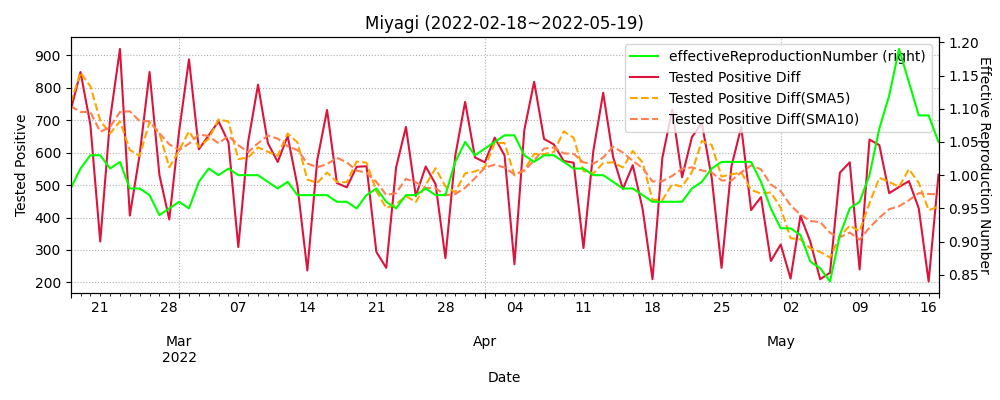 Miyagi (2022-02-18~2022-05-19)
effectiveReproductionNumber (right)
Tested Positive Diff
Tested Positive Diff(SMA5)
Tested Positive Diff(SMA10)
Tested Positive
900
800
700
600
500
400
300
200
1.20
1.15
1.10
1.05
1.00
0.95
0.90
0.85
Effective Reproduction Number
21 28 07 14 21 28 04 11 18 25 02 09 16
Mar Apr May
2022
Date